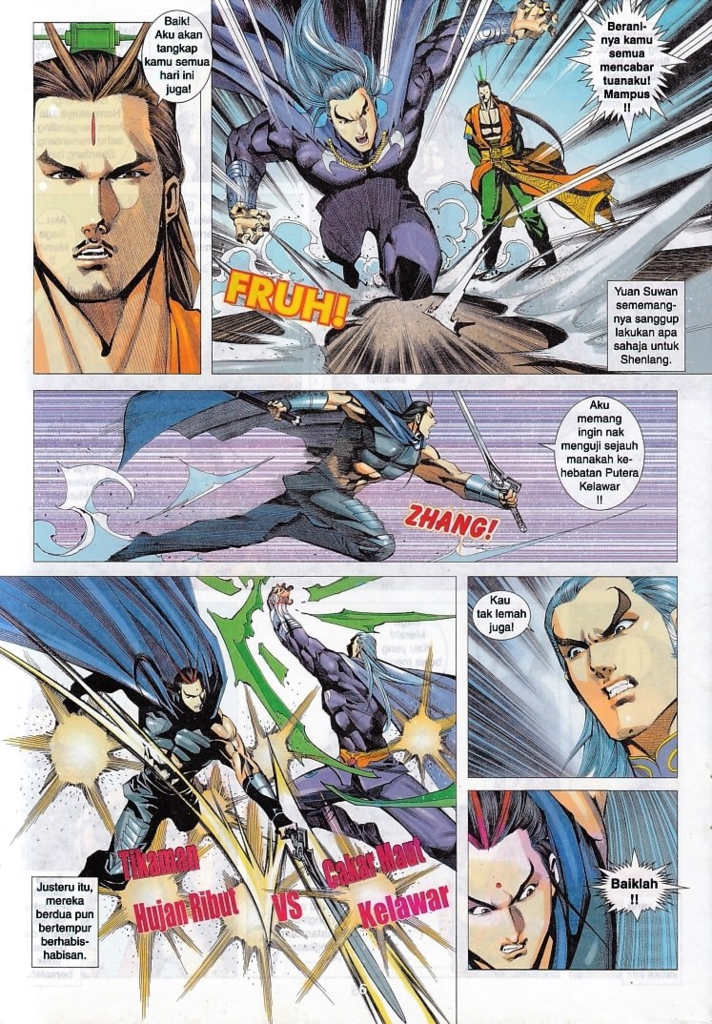 Baik!
Aku akan
tangkap
kamu semua
hari ini
juga!
Berani-
nya kamu
semua
mencabar
tuanaku!
Mampus
!!
FRUH!
Yuan Suwan
sememang-
nya sanggup
lakukan apa
sahaja untuk
Shenlang.
Aku
memang
ingin nak
menguji sejauh
manakah ke-
hebatan Putera
Kelawar
!!
ZHANG!
Kau
tak lemah
juga!
Tikaman
Hujan Ribut
VS
Cakar Maut
Kelawar
Justeru itu,
mereka
berdua pun
bertempur
berhabis-
habisan.
Baiklah
!!